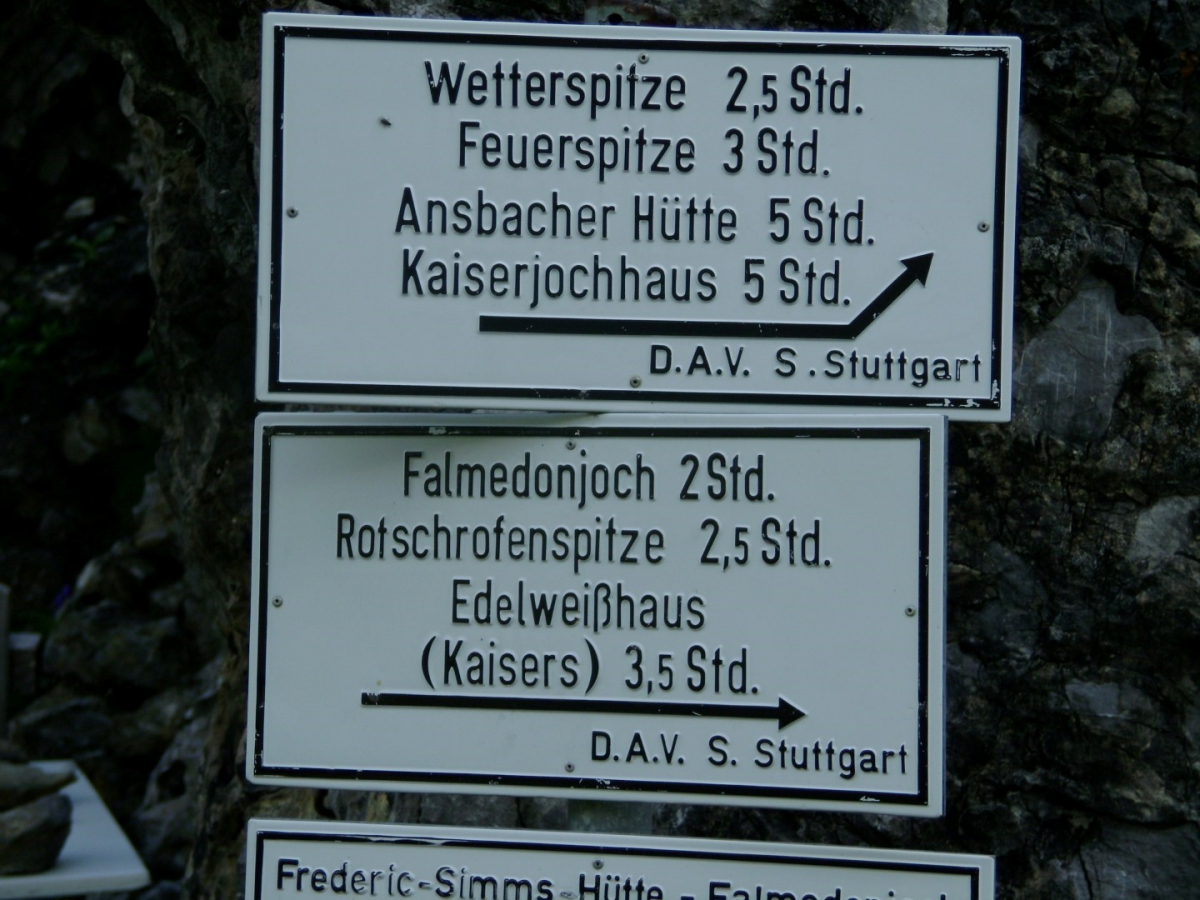 Wetterspitze 2,5 Std.
Feuerspitze 3 Std.
Ansbacher Hütte 5 Std.
Kaiserjochhaus 5 Std.
D.A.V. S. Stuttgart
Falmedonjoch 2 Std.
Rotschrofenspitze 2,5 Std.
Edelweißhaus
(Kaisers) 3,5 Std.
D.A.V. S. Stuttgart
Frederic-Simms-Hütte -